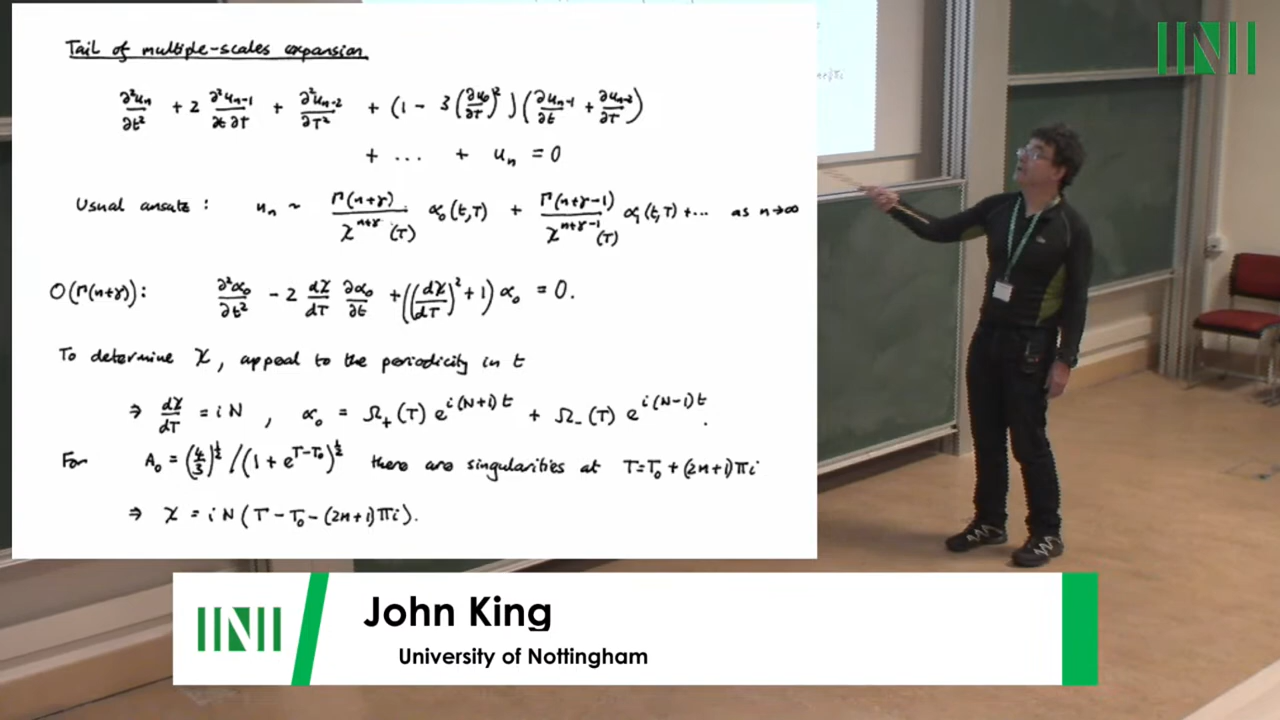 Tail of multiple-scales expansion
∂²uₙ/∂t² + 2 ∂²uₙ₋₁/∂t∂T + ∂²uₙ₋₂/∂T² + (1 - 3(∂u₀/∂T)²)(∂uₙ₋₁/∂t + ∂uₙ₋₂/∂T)
+ ... + uₙ = 0
Usual ansatz: uₙ ~ Γ(n+γ)/χⁿ⁺ᵞ(T) α₀(t,T) + Γ(n+γ-1)/χⁿ⁺ᵞ⁻¹(T) α₁(t,T) + ... as n→∞
O(Γ(n+γ)): ∂²α₀/∂t² - 2 dχ/dT ∂α₀/∂t + ((dχ/dT)² + 1) α₀ = 0.
To determine χ, appeal to the periodicity in t
⇒ dχ/dT = iN, α₀ = Ω₊(T) e^{i(N+1)t} + Ω₋(T) e^{i(N-1)t}.
For A₀ = (4/3)^{1/2} /(1 + e^{T-T₀})^{1/2} there are singularities at T=T₀ + (2n+1)πi
⇒ χ = iN(T - T₀ - (2n+1)πi).
John King
University of Nottingham